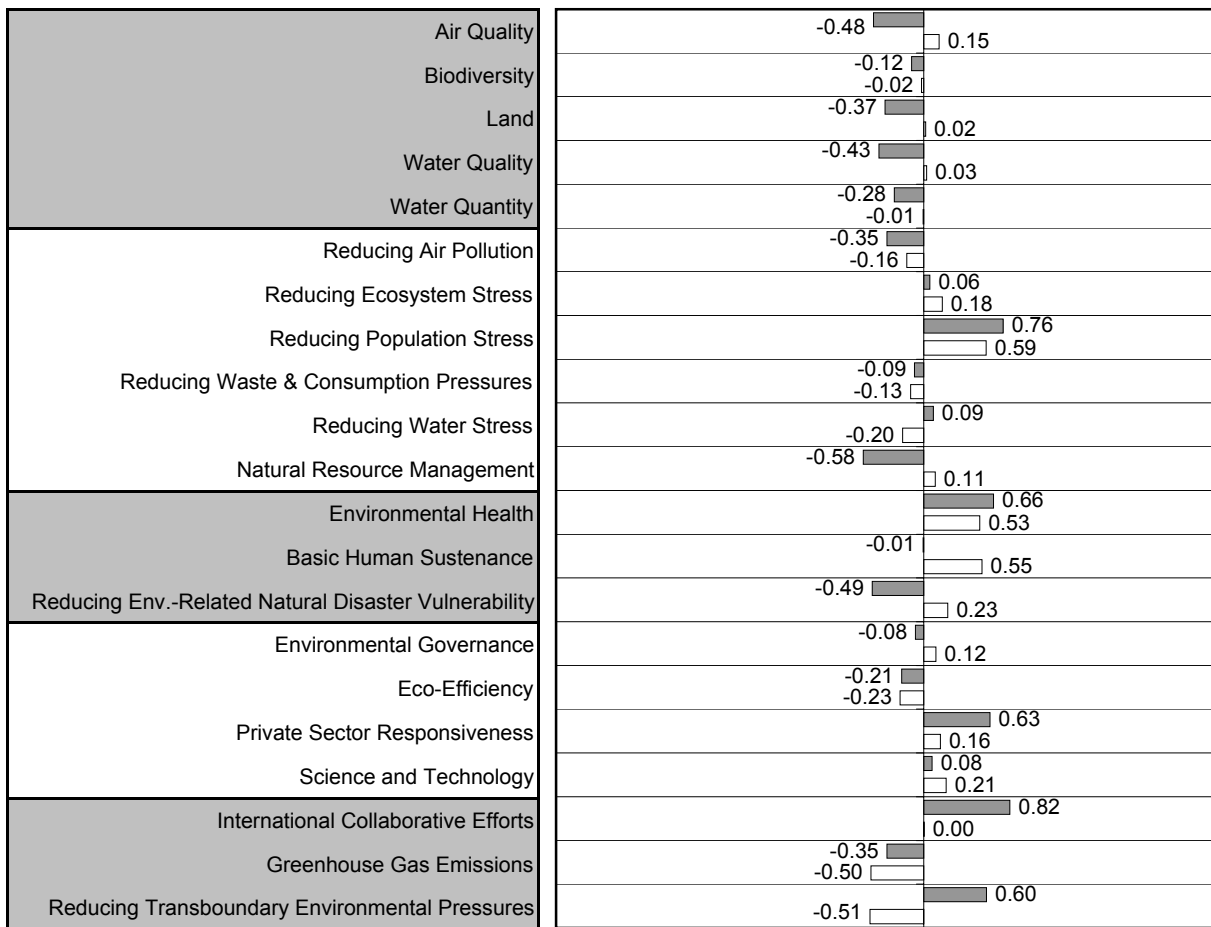 Air Quality
-0.48
0.15
Biodiversity
-0.12
-0.02
Land
-0.37
0.02
Water Quality
-0.43
0.03
Water Quantity
-0.28
-0.01
Reducing Air Pollution
-0.35
-0.16
Reducing Ecosystem Stress
0.06
0.18
Reducing Population Stress
0.76
0.59
Reducing Waste & Consumption Pressures
-0.09
-0.13
Reducing Water Stress
0.09
-0.20
Natural Resource Management
-0.58
0.11
Environmental Health
0.66
0.53
Basic Human Sustenance
-0.01
0.55
Reducing Env.-Related Natural Disaster Vulnerability
-0.49
0.23
Environmental Governance
-0.08
0.12
Eco-Efficiency
-0.21
-0.23
Private Sector Responsiveness
0.63
0.16
Science and Technology
0.08
0.21
International Collaborative Efforts
0.82
0.00
Greenhouse Gas Emissions
-0.35
-0.50
Reducing Transboundary Environmental Pressures
0.60
-0.51